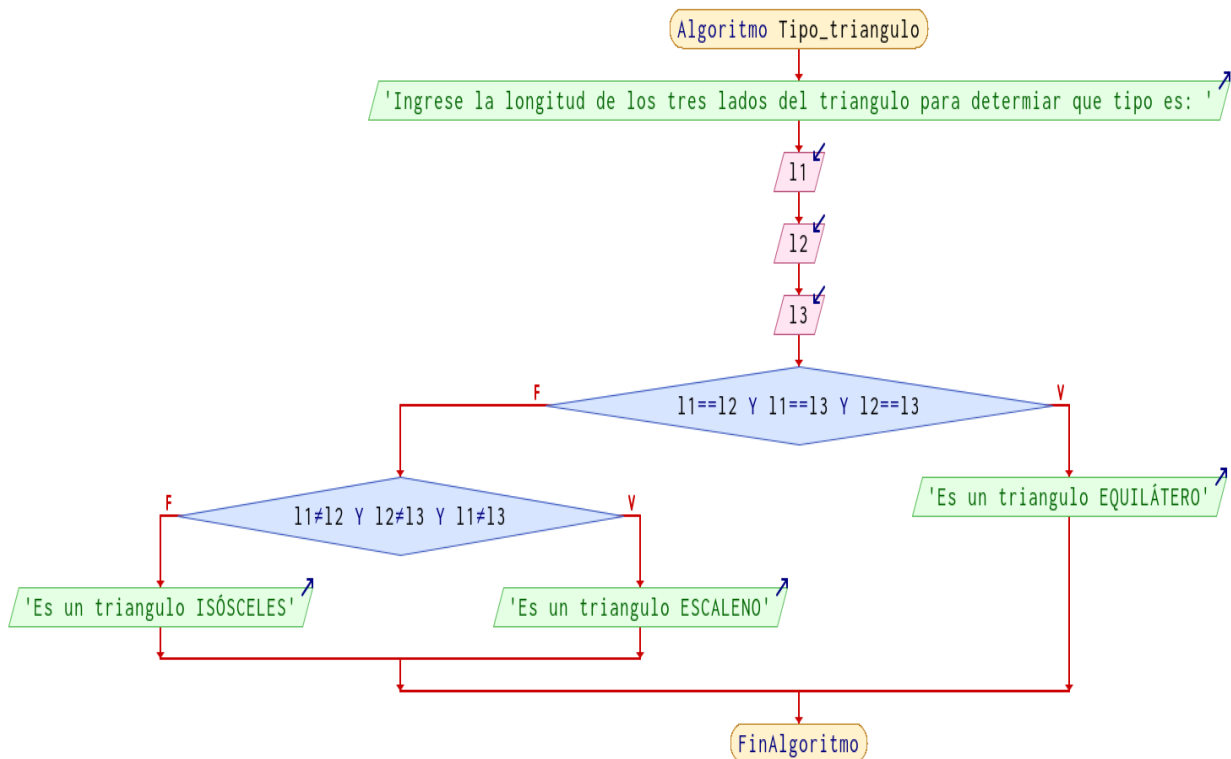 Algoritmo Tipo_triangulo
'Ingrese la longitud de los tres lados del triangulo para determiar que tipo es: '
l1
l2
l3
F
V
l1==l2 Y l1==l3 Y l2==l3
F
V
l1≠l2 Y l2≠l3 Y l1≠l3
'Es un triangulo EQUILÁTERO'
'Es un triangulo ISÓSCELES'
'Es un triangulo ESCALENO'
FinAlgoritmo